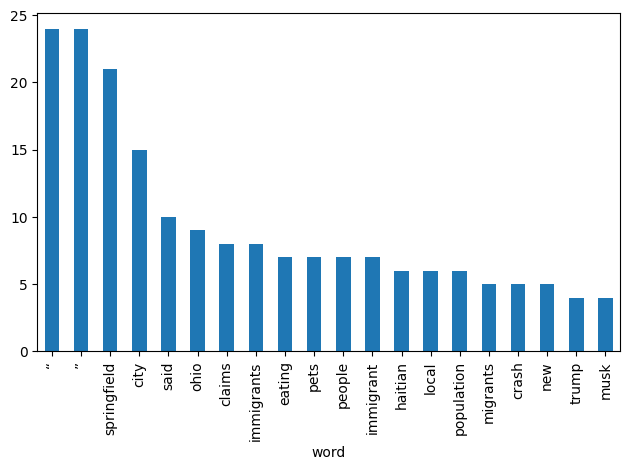 25
20
15
10
5
0
“
”
springfield
city
said
ohio
claims
immigrants
eating
pets
people
immigrant
haitian
local
population
migrants
crash
new
trump
musk
word